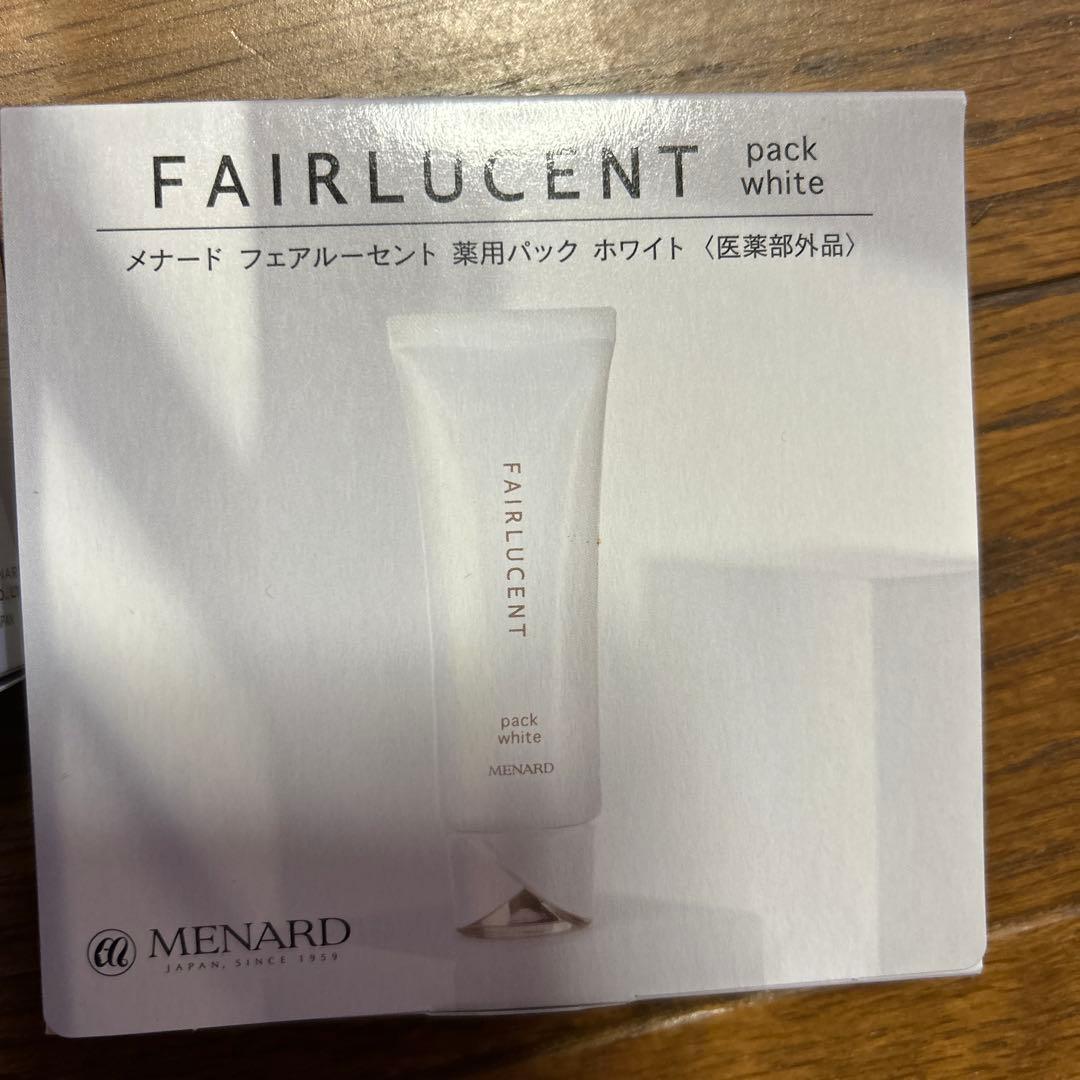 FAIRLUCENT
pack
white
メナード フェアルーセント 薬用パック ホワイト〈医薬部外品〉
FAIRLUCENT
pack
white
MENARD
MENARD
JAPAN, SINCE 1959